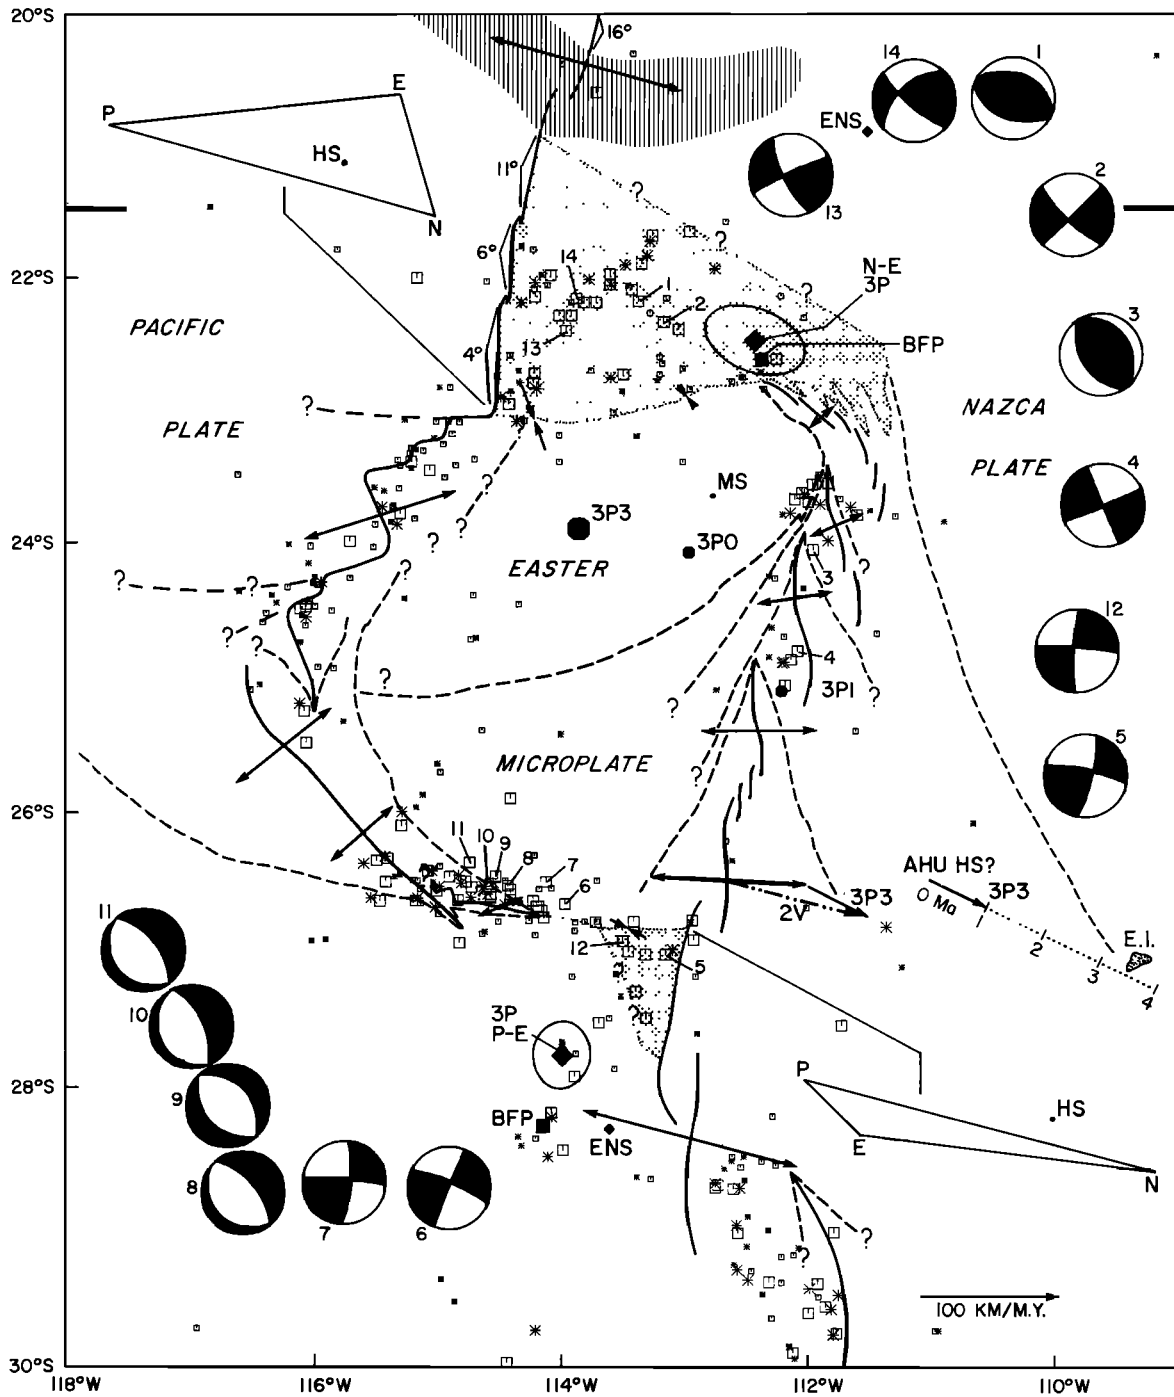 20°S
16°
14
1
P
E
ENS
HS
11°
?
2
13
N
6°
?
22°S
14
1
N-E
3P
?
PACIFIC
2
3
13
BFP
4°
NAZCA
?
PLATE
PLATE
4
?
MS
?
3P3
24°S
3P0
?
EASTER
?
?
?
?
3
12
?
?
4
3P1
?
?
5
MICROPLATE
?
26°S
11
10
9
8
7
6
AHU HS?
3P3
3P3
O Ma
2V
11
12
5
2
E.I.
3
4
10
?
3P
P-E
28°S
P
9
HS
BFP
ENS
E
N
8
7
6
?
?
100 KM/M.Y.
30°S
118°W
116°W
114°W
112°W
110°W